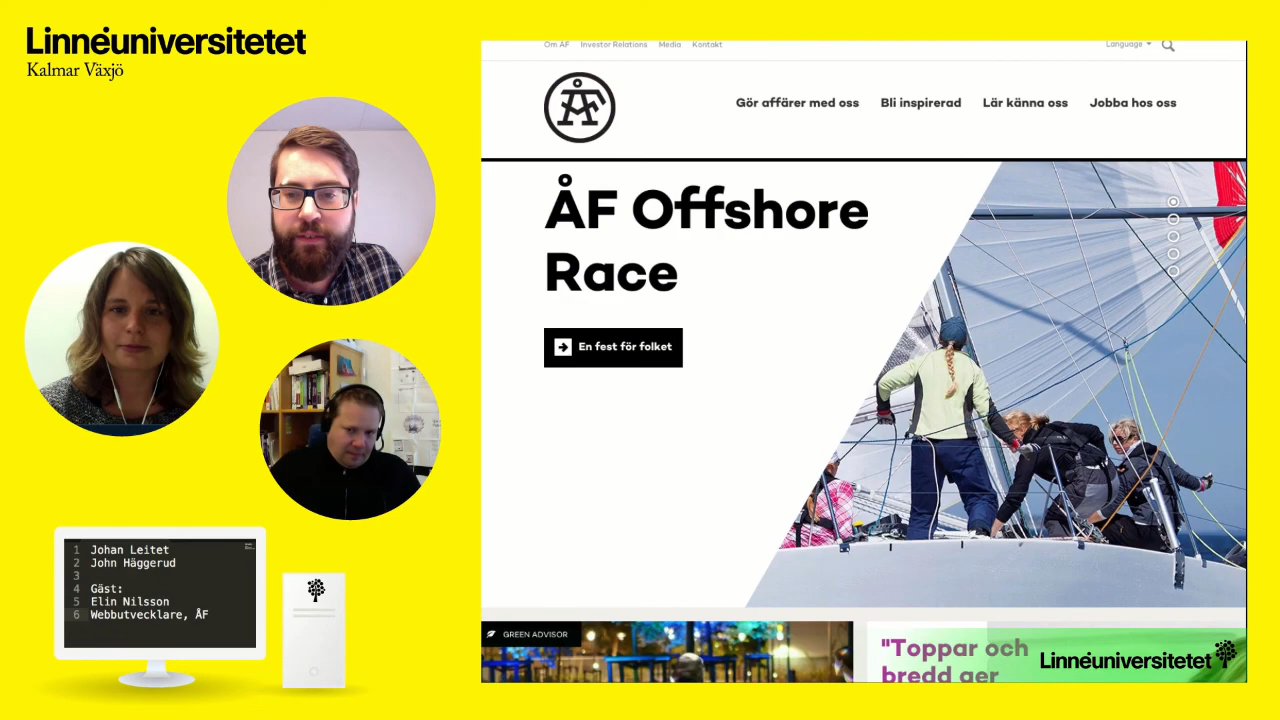 Linnéuniversitetet
Kalmar Växjö
1 Johan Leitet
2 John Häggerud
3
4 Gäst:
5 Elin Nilsson
6 Webbutvecklare, ÅF
Om ÅF Investor Relations Media Kontakt Language
ÅF
Gör affärer med oss Bli inspirerad Lär känna oss Jobba hos oss
ÅF Offshore
Race
En fest för folket
GREEN ADVISOR
"Toppar och
bredd ger
Linnéuniversitetet